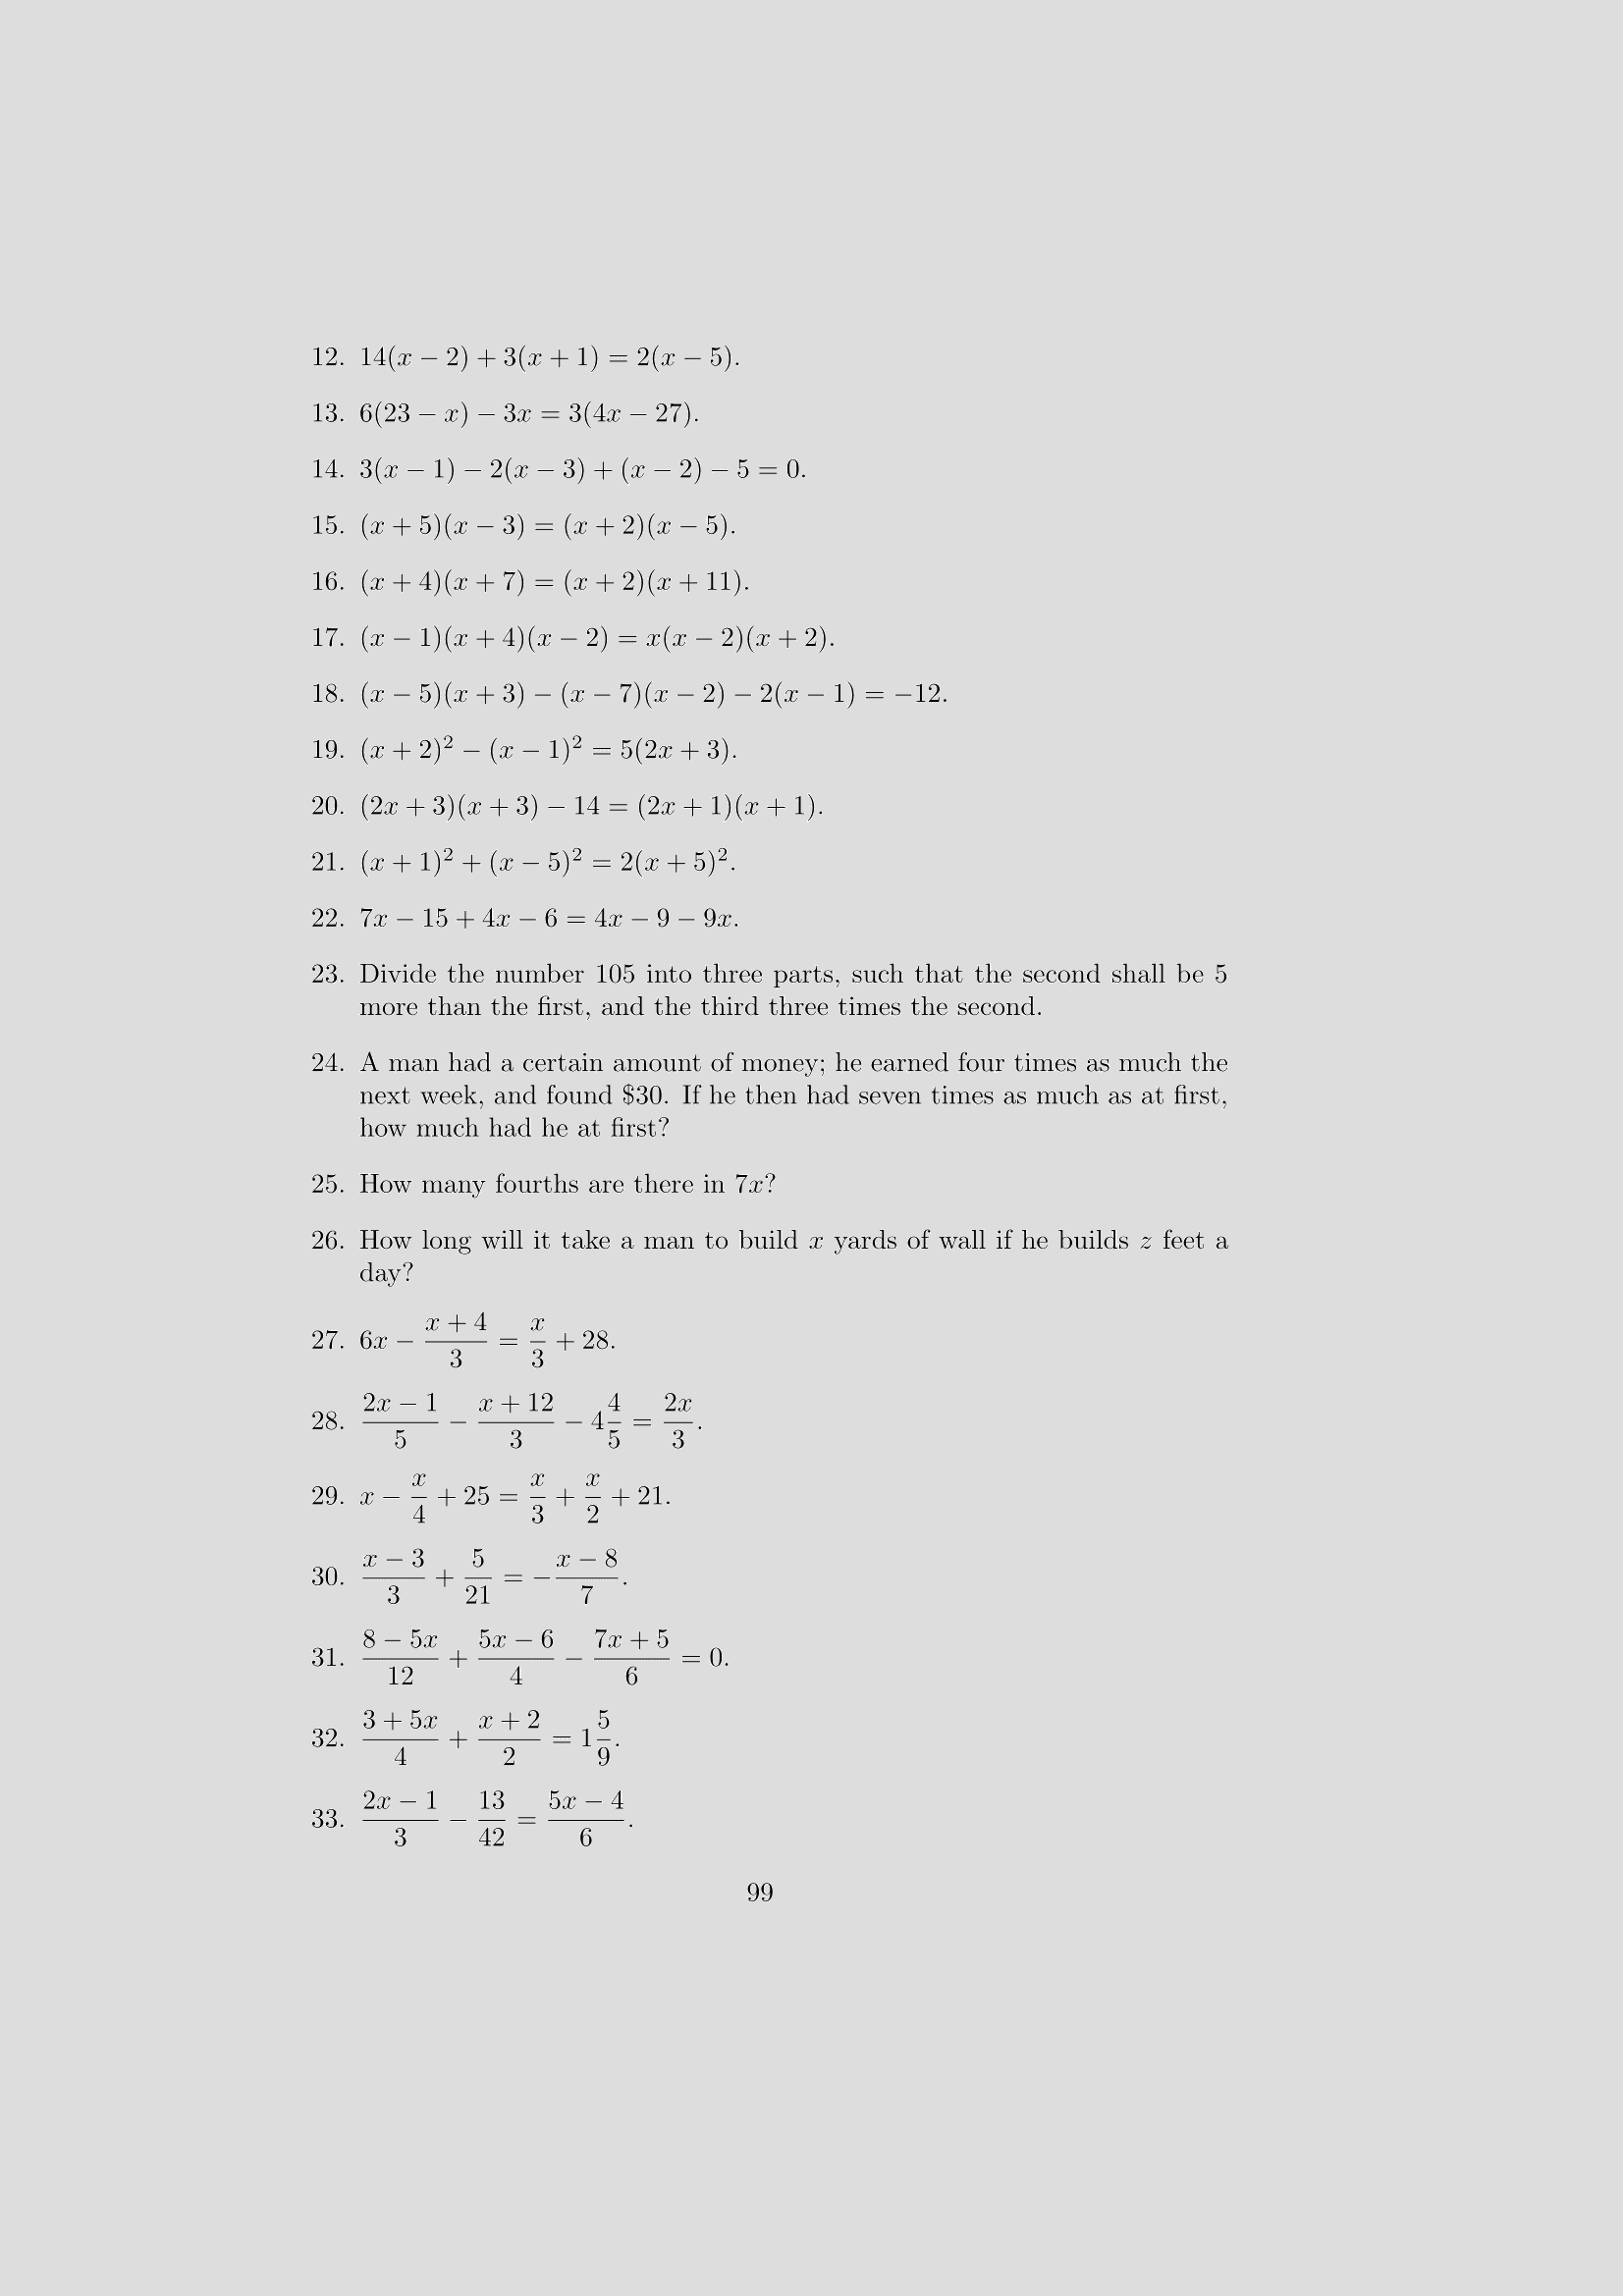 12. 14(x − 2) + 3(x + 1) = 2(x − 5).
13. 6(23 − x) − 3x = 3(4x − 27).
14. 3(x − 1) − 2(x − 3) + (x − 2) − 5 = 0.
15. (x + 5)(x − 3) = (x + 2)(x − 5).
16. (x + 4)(x + 7) = (x + 2)(x + 11).
17. (x − 1)(x + 4)(x − 2) = x(x − 2)(x + 2).
18. (x − 5)(x + 3) − (x − 7)(x − 2) − 2(x − 1) = −12.
19. (x + 2)² − (x − 1)² = 5(2x + 3).
20. (2x + 3)(x + 3) − 14 = (2x + 1)(x + 1).
21. (x + 1)² + (x − 5)² = 2(x + 5)².
22. 7x − 15 + 4x − 6 = 4x − 9 − 9x.
23. Divide the number 105 into three parts, such that the second shall be 5
more than the first, and the third three times the second.
24. A man had a certain amount of money; he earned four times as much the
next week, and found $30. If he then had seven times as much as at first,
how much had he at first?
25. How many fourths are there in 7x?
26. How long will it take a man to build x yards of wall if he builds z feet a
day?
27. 6x − \frac{x + 4}{3} = \frac{x}{3} + 28.
28. \frac{2x − 1}{5} − \frac{x + 12}{3} − 4\frac{4}{5} = \frac{2x}{3}.
29. x − \frac{x}{4} + 25 = \frac{x}{3} + \frac{x}{2} + 21.
30. \frac{x − 3}{3} + \frac{5}{21} = −\frac{x − 8}{7}.
31. \frac{8 − 5x}{12} + \frac{5x − 6}{4} − \frac{7x + 5}{6} = 0.
32. \frac{3 + 5x}{4} + \frac{x + 2}{2} = 1\frac{5}{9}.
33. \frac{2x − 1}{3} − \frac{13}{42} = \frac{5x − 4}{6}.
99